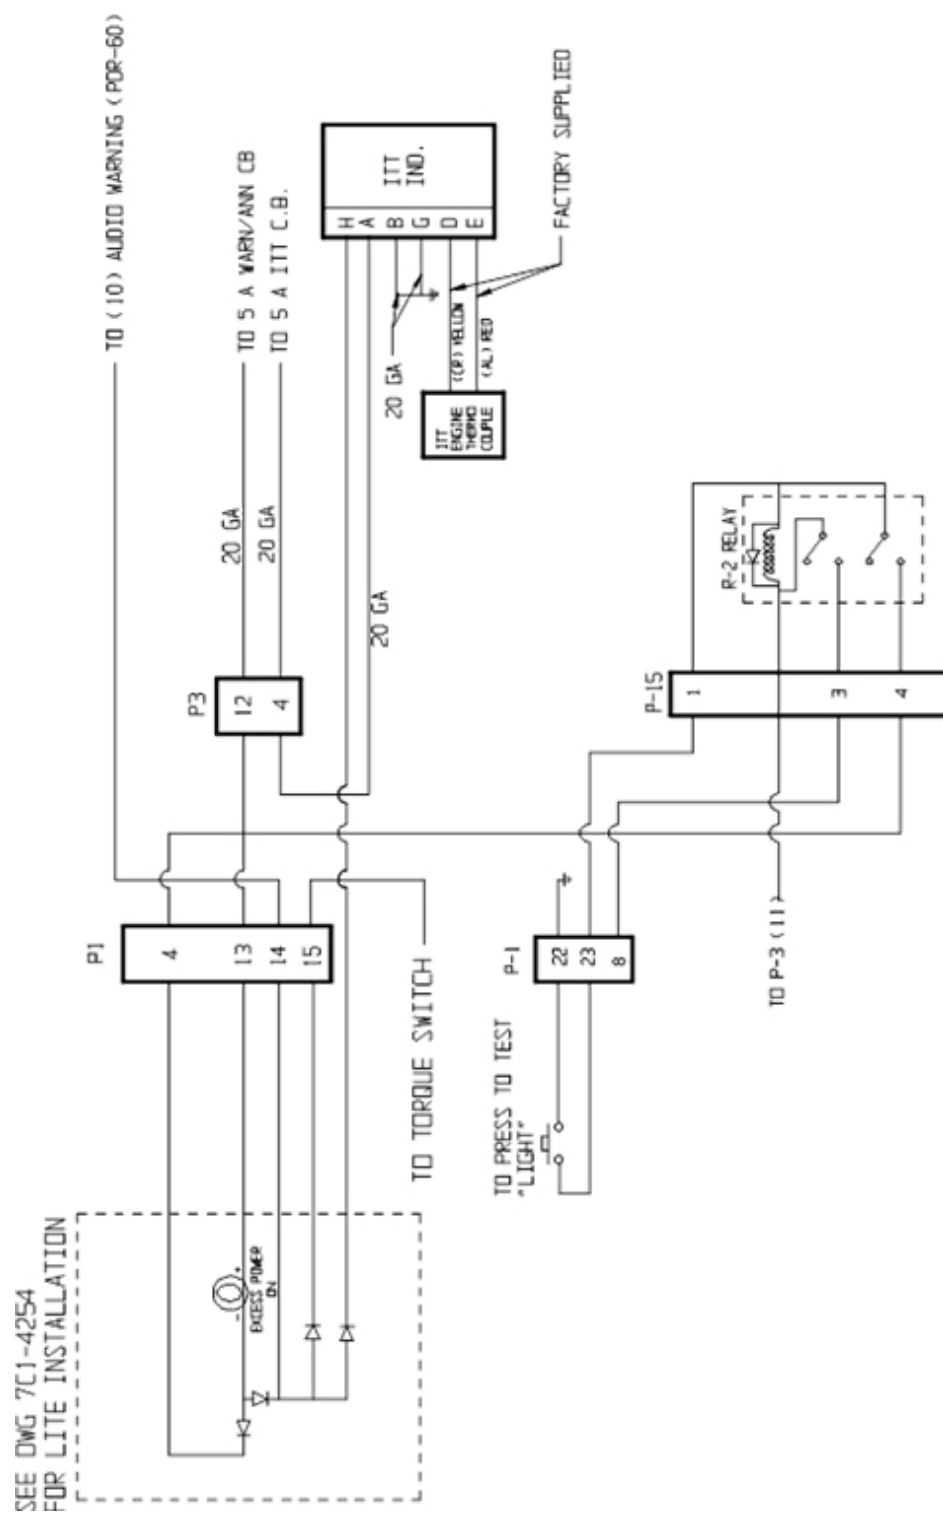 SEE DWG 7C1-4254
FOR LITE INSTALLATION
EXCESS POWER
ON
-
+
P1
4
13
14
15
TO TORQUE SWITCH
P3
12
4
20 GA
20 GA
20 GA
TO (10) AUDIO WARNING (PDR-60)
TO 5 A WARN/ANN CB
TO 5 A ITT C.B.
ITT
IND.
H
A
B
G
D
E
20 GA
(CR) YELLOW
(AL) RED
ITT
ENGINE
THERMO
COUPLE
FACTORY SUPPLIED
TO PRESS TO TEST
"LIGHT"
P-1
22
23
8
TO P-3 (11)
P-15
1
3
4
R-2 RELAY